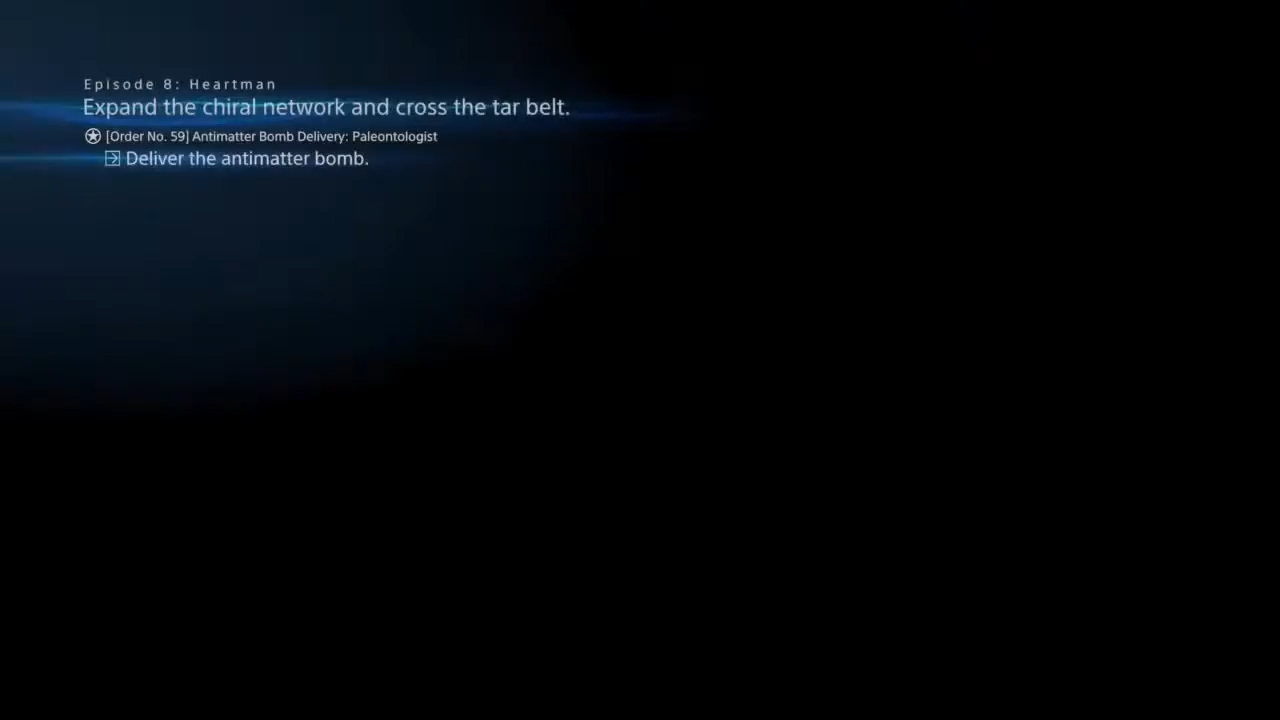 Episode 8: Heartman
Expand the chiral network and cross the tar belt.
[Order No. 59] Antimatter Bomb Delivery: Paleontologist
Deliver the antimatter bomb.